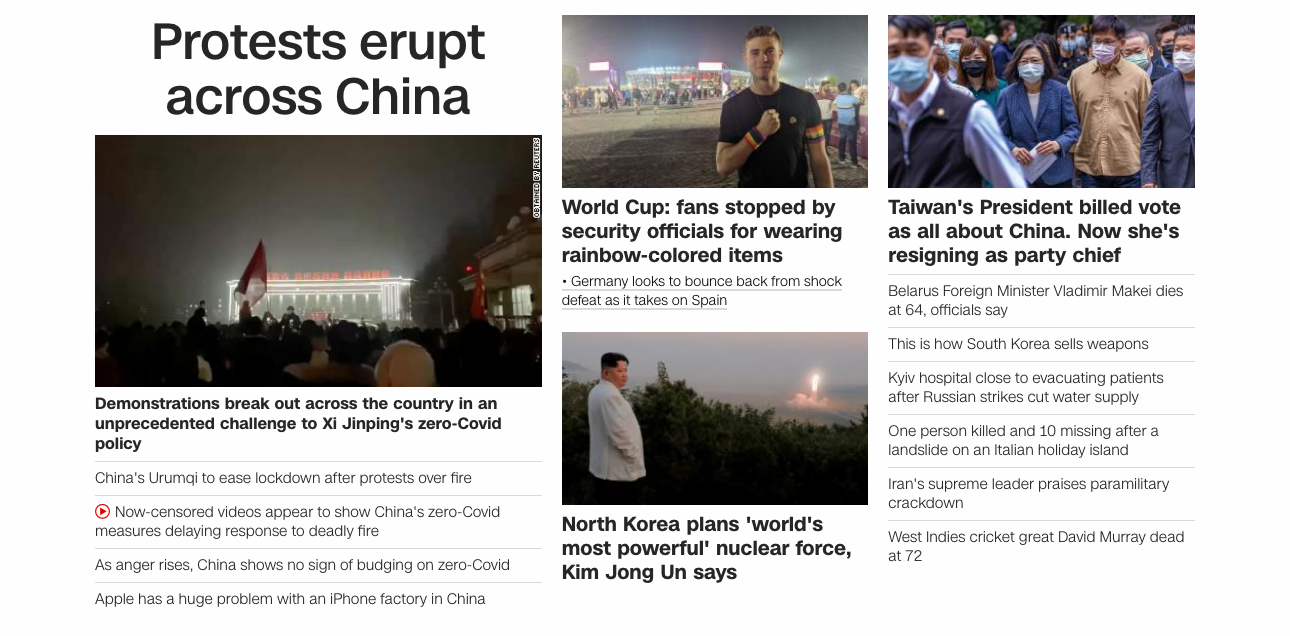 Protests erupt
across China
OBTAINED BY REUTERS
Demonstrations break out across the country in an
unprecedented challenge to Xi Jinping's zero-Covid
policy
China's Urumqi to ease lockdown after protests over fire
Now-censored videos appear to show China's zero-Covid
measures delaying response to deadly fire
As anger rises, China shows no sign of budging on zero-Covid
Apple has a huge problem with an iPhone factory in China
World Cup: fans stopped by
security officials for wearing
rainbow-colored items
• Germany looks to bounce back from shock
defeat as it takes on Spain
North Korea plans 'world's
most powerful' nuclear force,
Kim Jong Un says
Taiwan's President billed vote
as all about China. Now she's
resigning as party chief
Belarus Foreign Minister Vladimir Makei dies
at 64, officials say
This is how South Korea sells weapons
Kyiv hospital close to evacuating patients
after Russian strikes cut water supply
One person killed and 10 missing after a
landslide on an Italian holiday island
Iran's supreme leader praises paramilitary
crackdown
West Indies cricket great David Murray dead
at 72